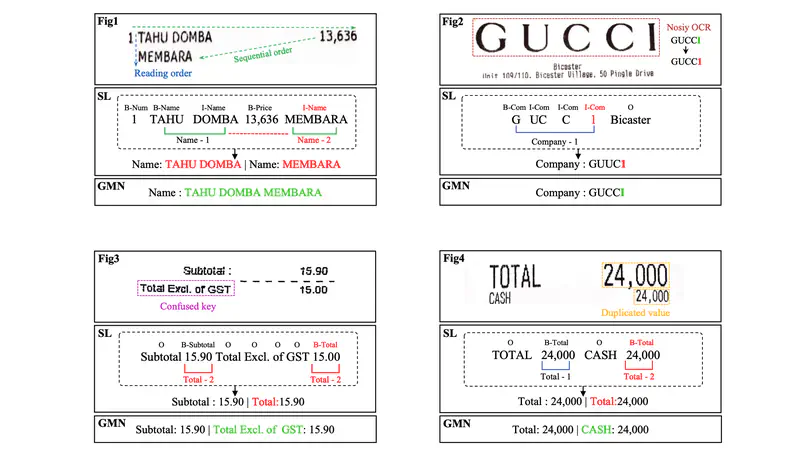 Fig1
1 TAHU DOMBA 13,636
MEMBARA
Sequential order
Reading order
SL
B-Num B-Name I-Name B-Price I-Name
1 TAHU DOMBA 13,636 MEMBARA
Name - 1 Name - 2
Name: TAHU DOMBA | Name: MEMBARA
GMN
Name : TAHU DOMBA MEMBARA
Fig2
GUCCI
Bicester
Unit 109/110, Bicester Village, 50 Pingle Drive
Nosiy OCR
GUCCI
GUCC1
SL
B-Com I-Com I-Com I-Com O
G UC C 1 Bicaster
Company - 1
Company : GUUC1
GMN
Company : GUCCI
Fig3
Subtotal : 15.90
Total Excl. of GST 15.00
Confused key
SL
O B-Subtotal O O O O B-Total
Subtotal 15.90 Total Excl. of GST 15.00
Total - 2 Total - 2
Subtotal : 15.90 | Total:15.90
GMN
Subtotal: 15.90 | Total Excl. of GST: 15.90
Fig4
TOTAL 24,000
CASH 24,000
Duplicated value
SL
O B-Total O B-Total
TOTAL 24,000 CASH 24,000
Total - 1 Total - 2
Total : 24,000 | Total:24,000
GMN
Total: 24,000 | CASH: 24,000